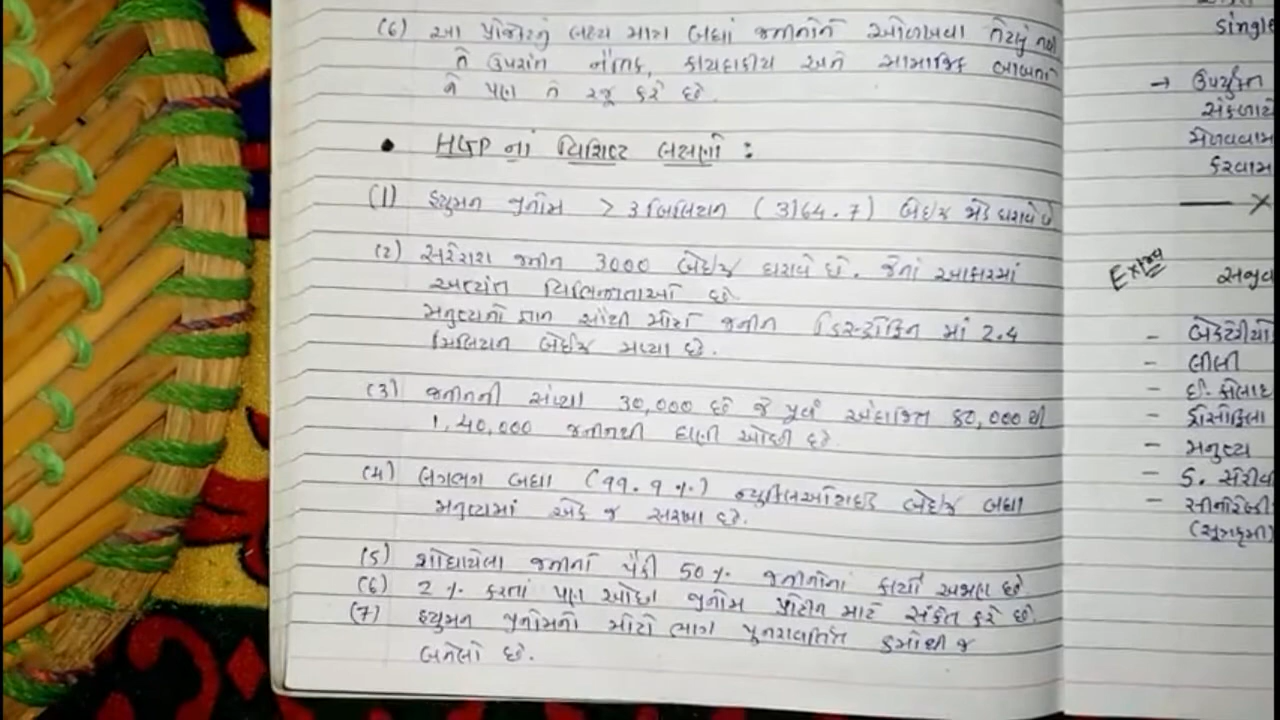 (6) આ પ્રોજેક્ટનું લક્ષ્ય માત્ર બધાં જનીનોને ઓળખવા તેટલું નથી
તે ઉપરાંત નૈતિક, કાયદાકીય અને સામાજિક બાબતો
ને પણ તે રજૂ કરે છે.
• HGP નાં વિશિષ્ટ લક્ષણો :
(1) હ્યુમન જીનોમ > 3 બિલિયન (3164.7) બેઇઝ જોડ ધરાવે છે
(2) સરેરાશ જનીન 3000 બેઇઝ ધરાવે છે. જેનાં આકારમાં
અત્યંત વિભિન્નતાઓ છે.
મનુષ્યનો જ્ઞાત સૌથી મોટો જનીન ડિસ્ટ્રોફિન માં 2.4
મિલિયન બેઇઝ મળ્યા છે.
(3) જનીનની સંખ્યા 30,000 છે જે પૂર્વ અંદાજિત 80,000 થી
1,40,000 જનીનથી ઘણી ઓછી છે.
(4) લગભગ બધા (99.9%) ન્યુક્લિઓટાઇડ બેઇઝ બધા
મનુષ્યમાં એક જ સરખા છે.
(5) શોધાયેલા જનીનો પૈકી 50% જનીનોનાં કાર્યો અજ્ઞાત છે
(6) 2% કરતાં પણ ઓછા જીનોમ પ્રોટીન માટે સંકેત કરે છે.
(7) હ્યુમન જીનોમનો મોટો ભાગ પુનરાવર્તિત ક્રમોથી જ
બનેલો છે.
single
→ ઉપર્યુક્ત
કરવામ
— X
Extra
- લીલી
- મનુષ્ય